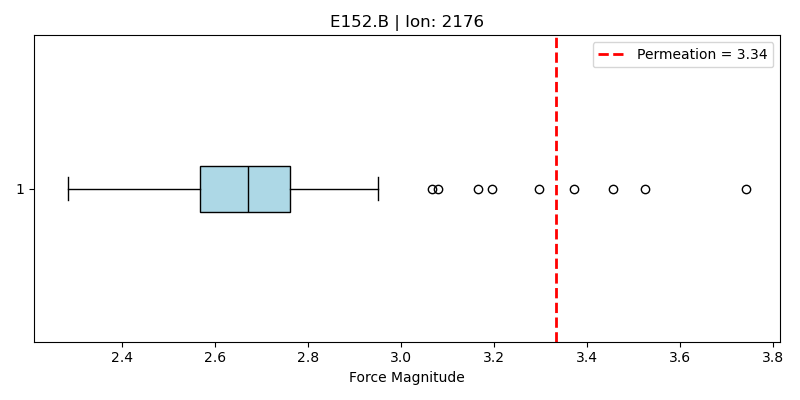 E152.B | Ion: 2176
Permeation = 3.34
1
2.4 2.6 2.8 3.0 3.2 3.4 3.6 3.8
Force Magnitude